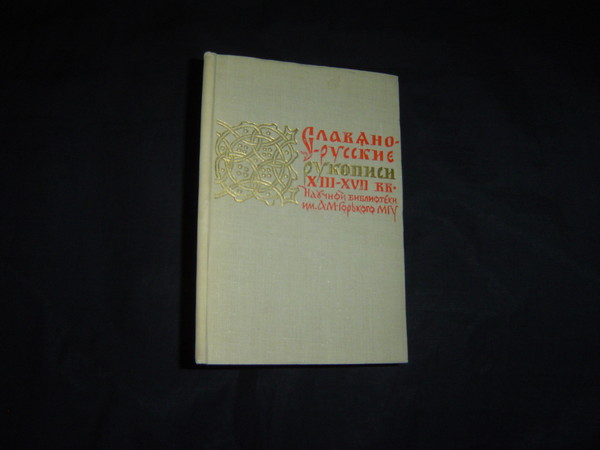 Славяно-
русские
рукописи
XIII-XVII вв.
Научной библиотеки
им. А.М.Горького МГУ